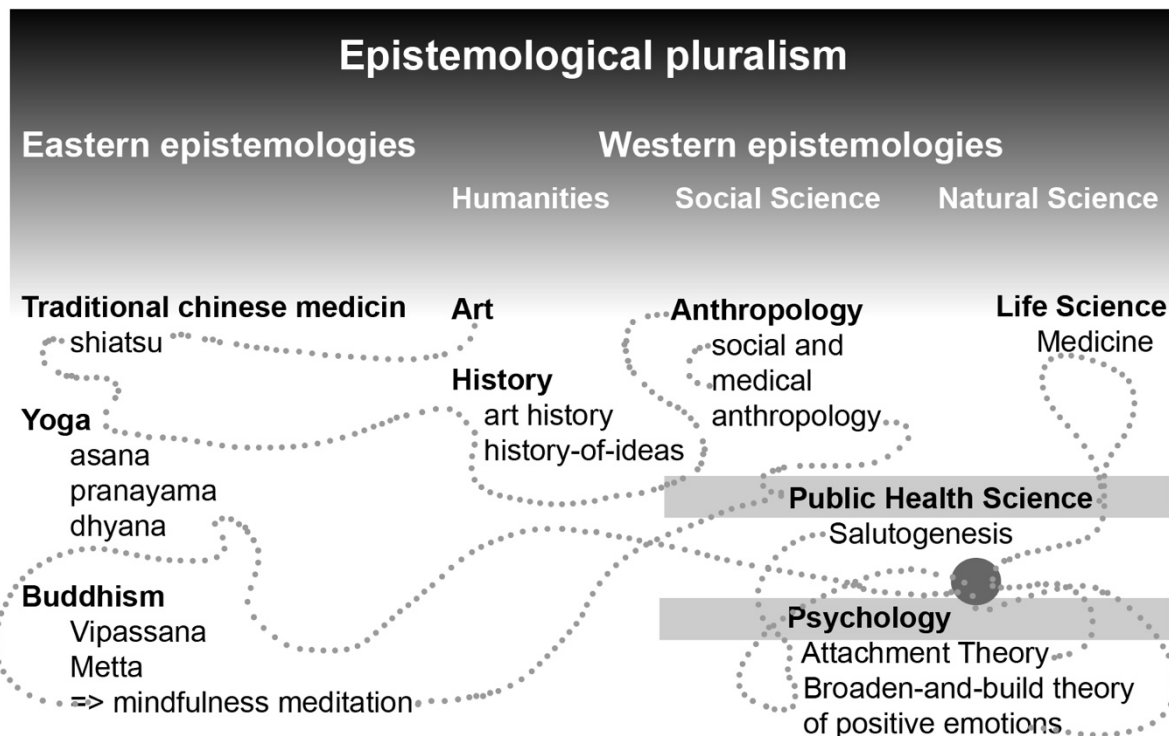 Epistemological pluralism
Eastern epistemologies
Western epistemologies
Humanities
Social Science
Natural Science
Traditional chinese medicin
shiatsu
Yoga
asana
pranayama
dhyana
Buddhism
Vipassana
Metta
=> mindfulness meditation
Art
History
art history
history-of-ideas
Anthropology
social and
medical
anthropology
Life Science
Medicine
Public Health Science
Salutogenesis
Psychology
Attachment Theory
Broaden-and-build theory
of positive emotions